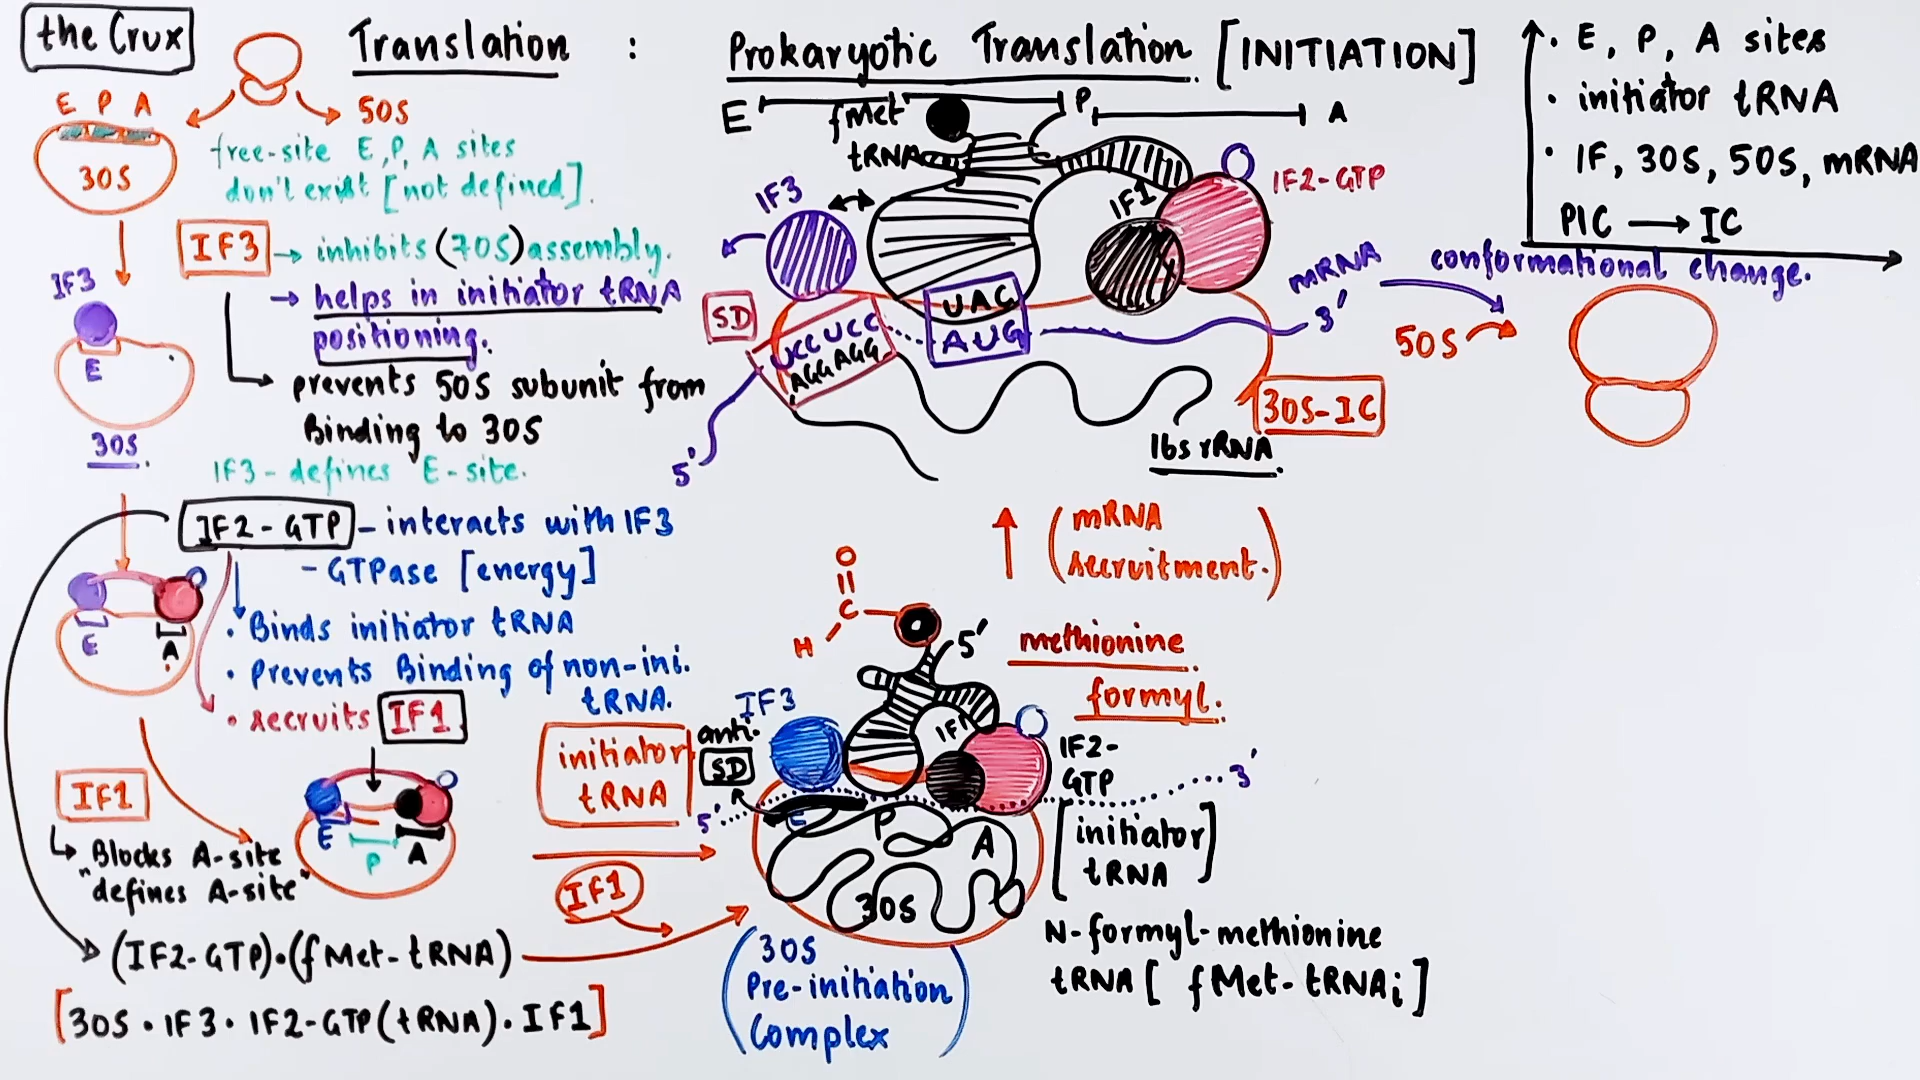 the Crux
Translation : Prokaryotic Translation [INITIATION]
E P A
30S
50S
free-site E, P, A sites
don't exist [not defined].
IF3
E
30S.
IF3 → inhibits (70S) assembly.
→ helps in initiator tRNA
positioning.
prevents 50S subunit from
Binding to 30S
IF3 - defines E-site.
IF2-GTP - interacts with IF3
- GTPase [energy]
• Binds initiator tRNA
• Prevents Binding of non-ini.
tRNA.
• recruits IF1
E
A
IF1
Blocks A-site
"defines A-site"
E P A
(IF2-GTP)•(fMet-tRNA)
[30S • IF3 • IF2-GTP(tRNA) • IF1]
initiator
tRNA
IF1
E P A
fMet
tRNA
IF3
IF1
IF2-GTP
SD
UCCUCC
AGGAGG
UAC
AUG
mRNA
3'
5'
30S-IC
16s rRNA.
↑ (mRNA
recruitment.)
O
C
H
5'
methionine
formyl.
IF3
anti-
SD
IF1
IF2-
GTP
5'
3'
E P A
30S
[initiator
tRNA]
N-formyl-methionine
tRNA [fMet-tRNAi]
(30S
Pre-initiation
Complex)
• E, P, A sites
• initiator tRNA
• IF, 30S, 50S, mRNA
PIC → IC
conformational change.
50S